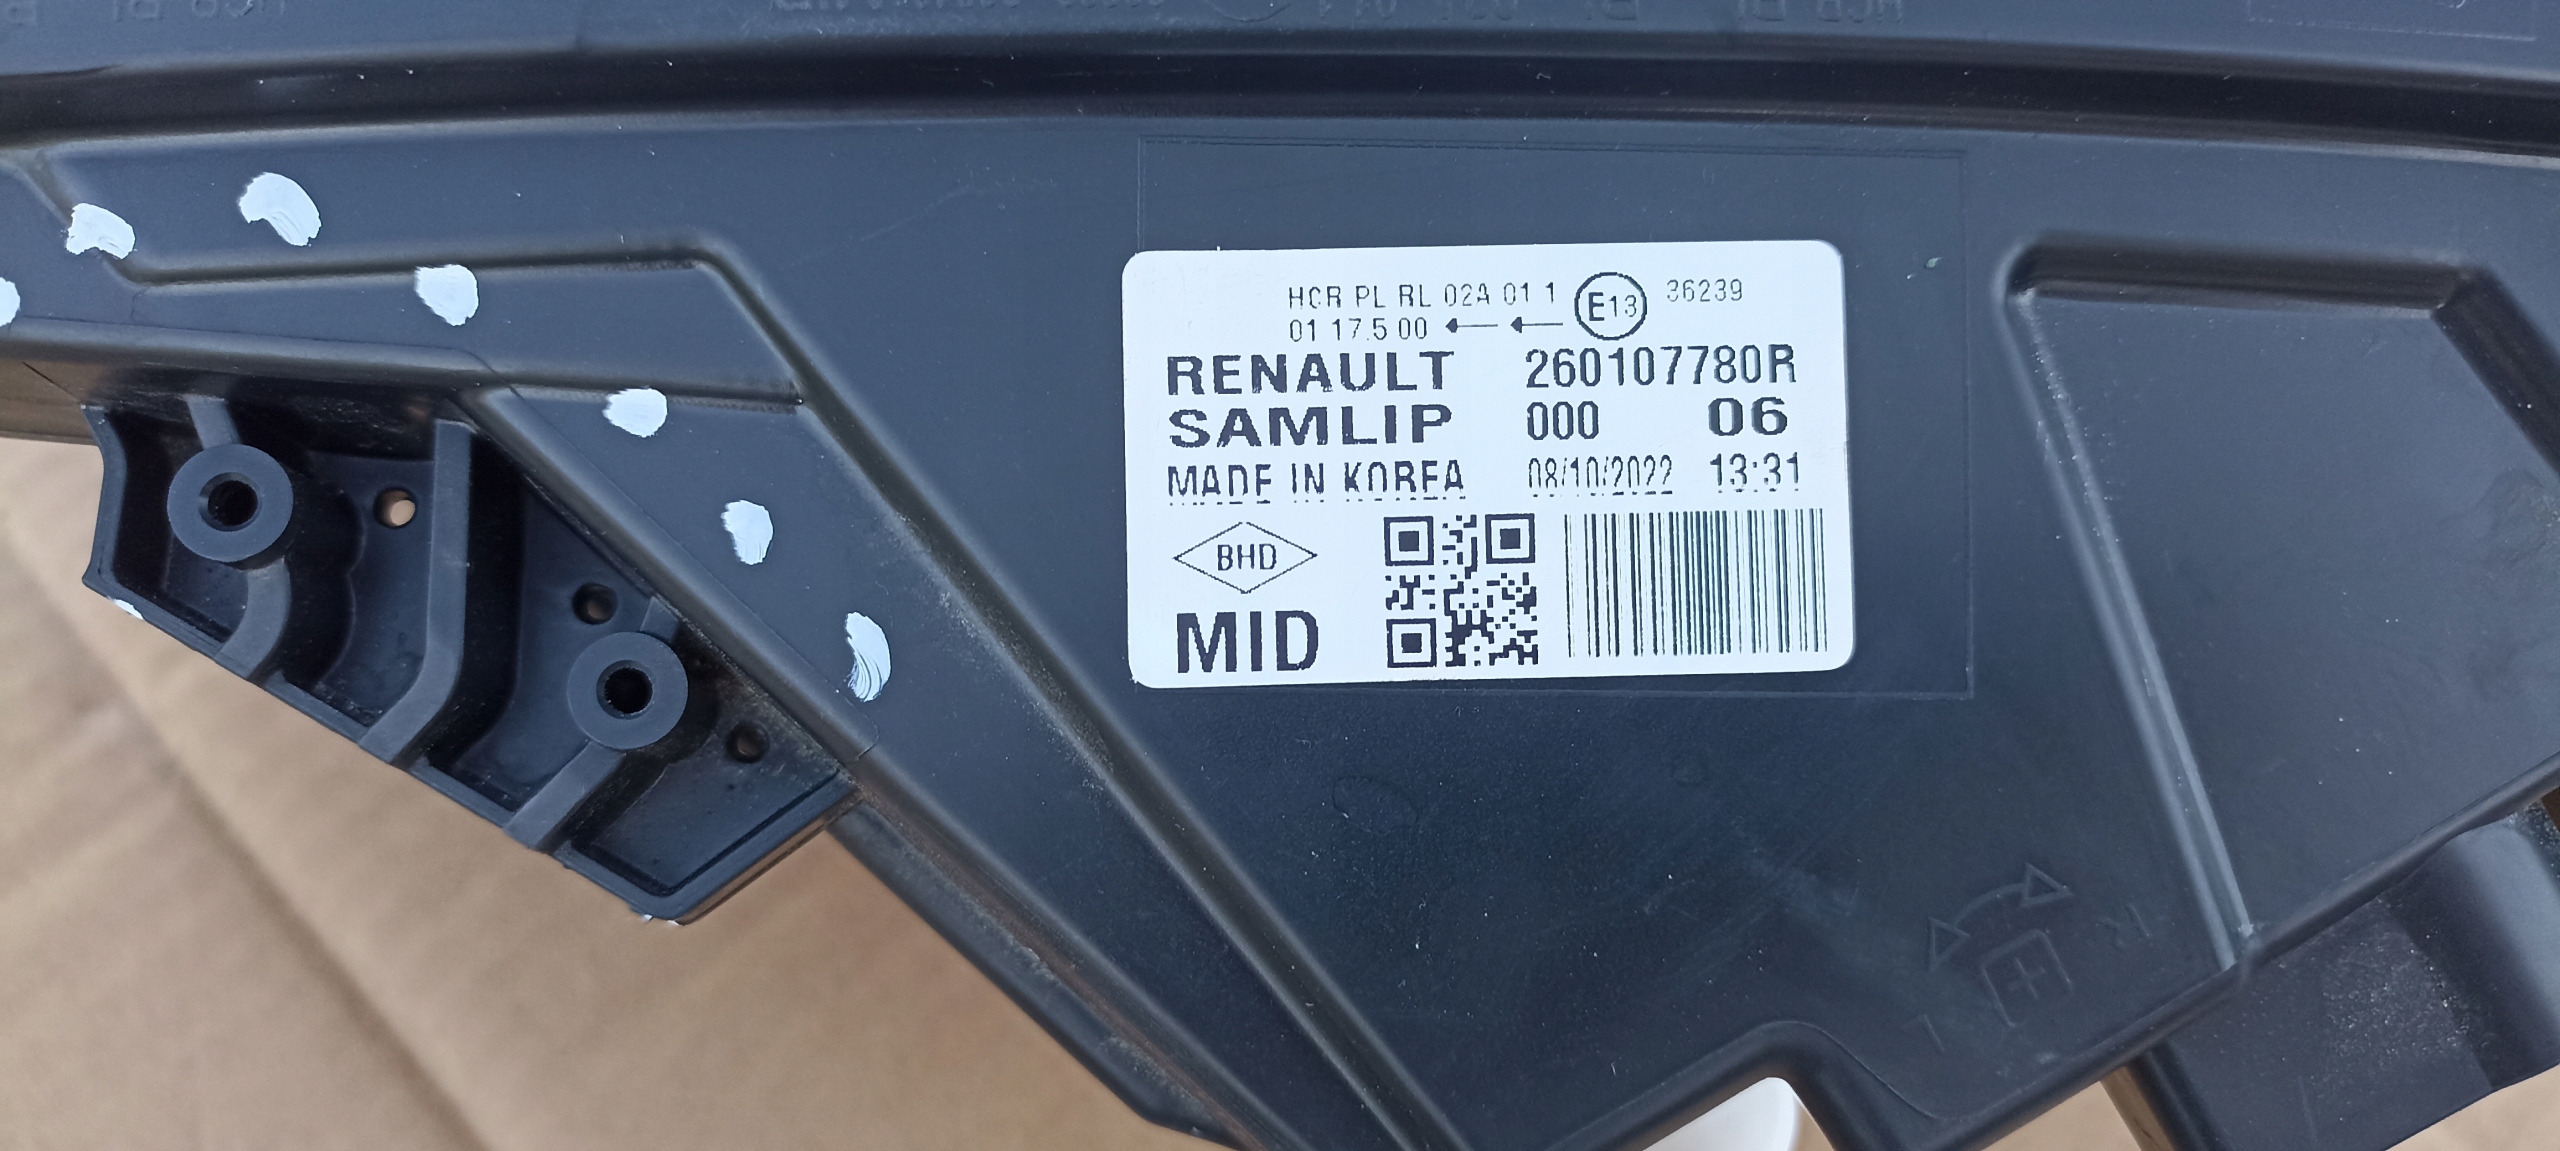 HCR PL RL 02A 01 1 E13 36239
01 17.5 00
RENAULT 260107780R
SAMLIP 000 06
MADE IN KOREA 08/10/2022 13:31
BHD
MID
R
L